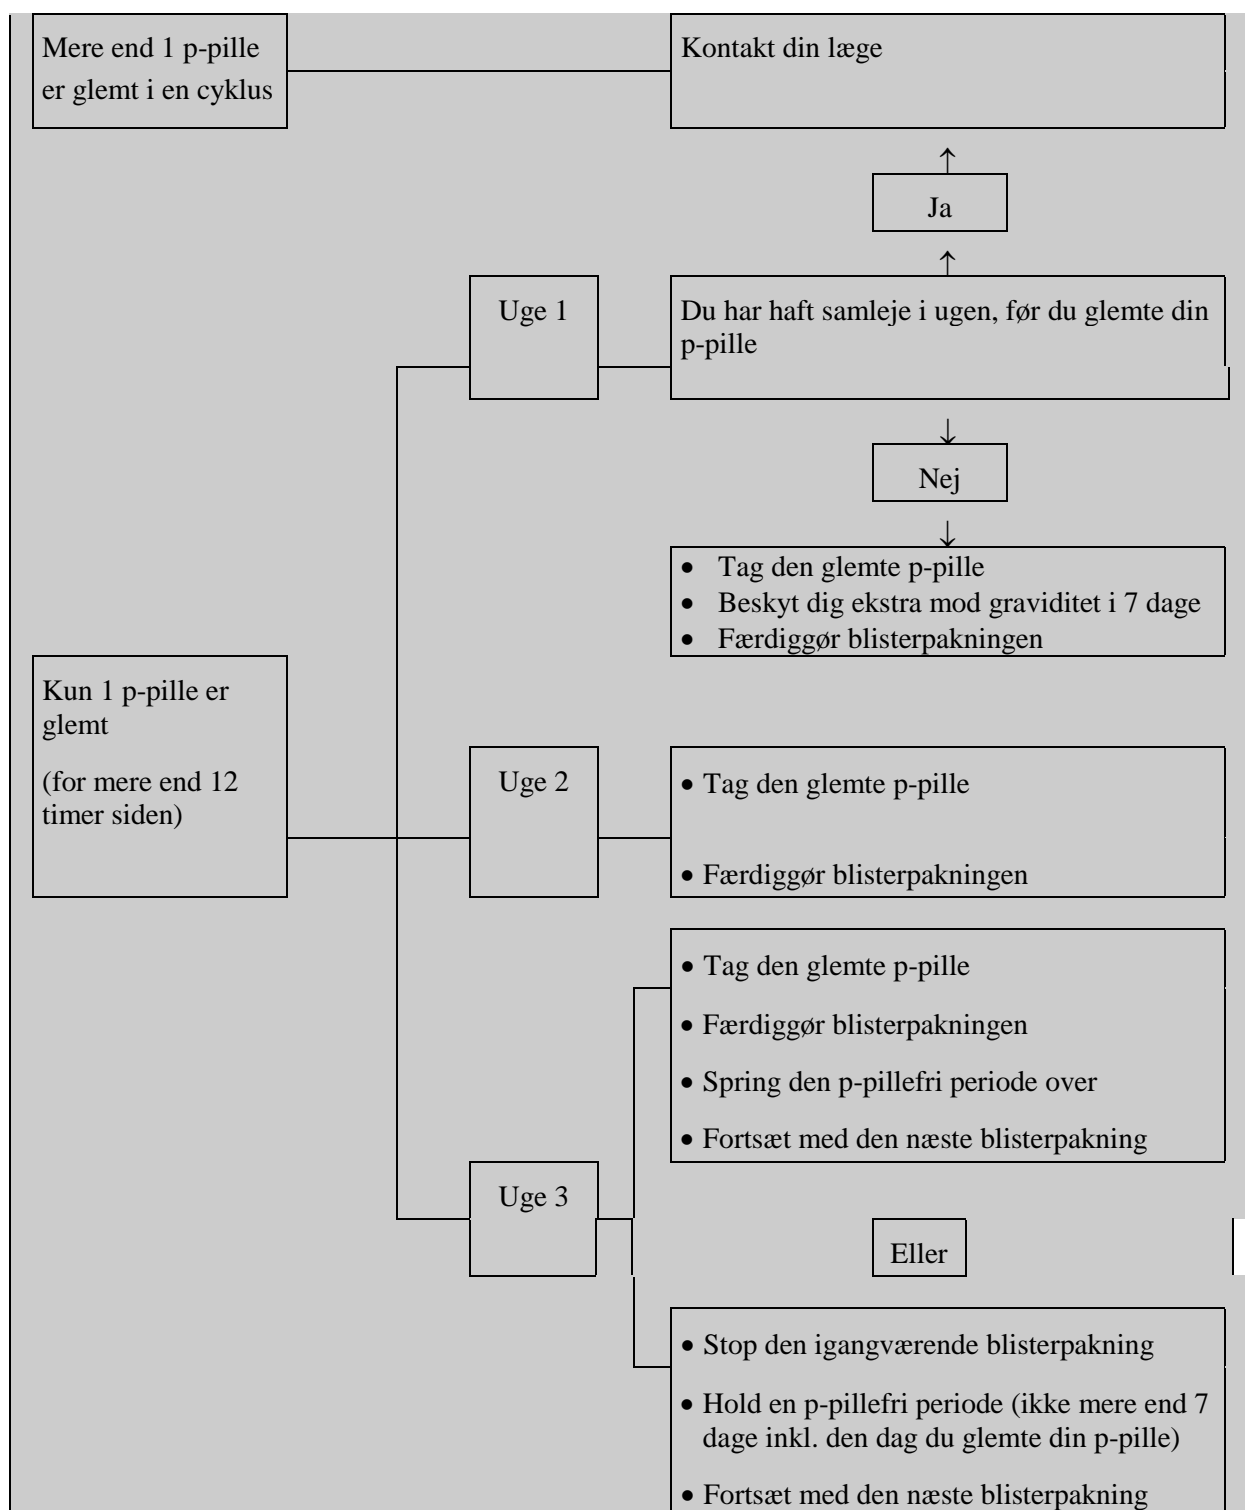 Mere end 1 p-pille
er glemt i en cyklus
Kontakt din læge
↑
Ja
↑
Uge 1
Du har haft samleje i ugen, før du glemte din
p-pille
↓
Nej
↓
• Tag den glemte p-pille
• Beskyt dig ekstra mod graviditet i 7 dage
• Færdiggør blisterpakningen
Kun 1 p-pille er
glemt
(for mere end 12
timer siden)
Uge 2
• Tag den glemte p-pille
• Færdiggør blisterpakningen
Uge 3
• Tag den glemte p-pille
• Færdiggør blisterpakningen
• Spring den p-pillefri periode over
• Fortsæt med den næste blisterpakning
Eller
• Stop den igangværende blisterpakning
• Hold en p-pillefri periode (ikke mere end 7
dage inkl. den dag du glemte din p-pille)
• Fortsæt med den næste blisterpakning